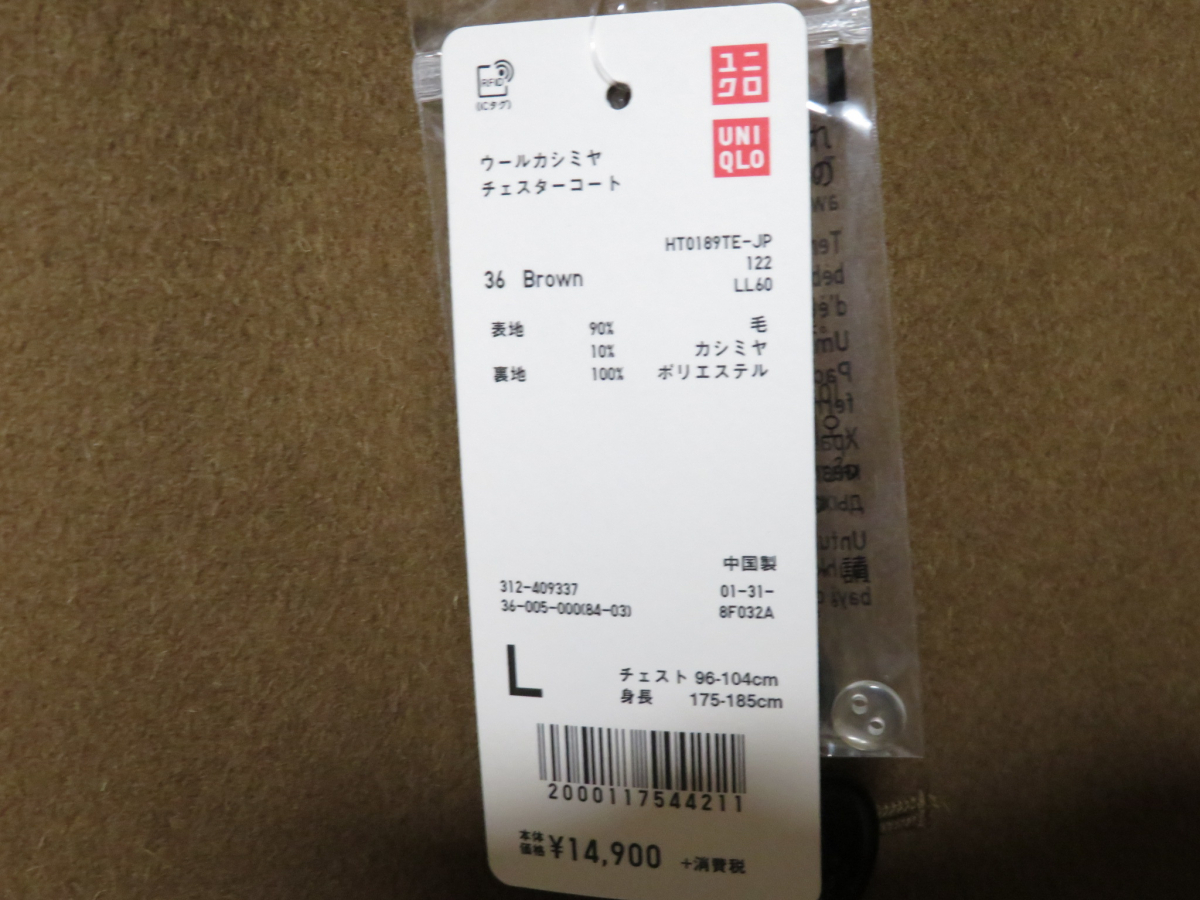 RFID
(ICタグ)
ユニ
クロ
UNI
QLO
ウールカシミヤ
チェスターコート
HT0189TE-JP
122
36 Brown
LL60
表地 90% 毛
10% カシミヤ
裏地 100% ポリエステル
中国製
312-409337 01-31-
36-005-000(84-03) 8F032A
L
チェスト 96-104cm
身長 175-185cm
2000117544211
本体
価格 ¥14,900 +消費税